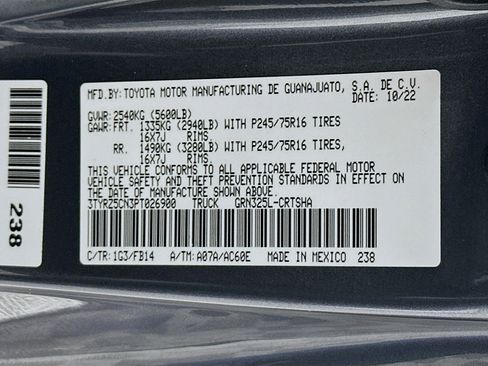 MFD.BY:TOYOTA MOTOR MANUFACTURING DE GUANAJUATO, S.A. DE C.V.
DATE: 10/22
GVWR:2540KG (5600LB)
GAWR:FRT. 1335KG (2940LB) WITH P245/75R16 TIRES
16X7J RIMS,
RR. 1490KG (3280LB) WITH P245/75R16 TIRES,
16X7J RIMS.
THIS VEHICLE CONFORMS TO ALL APPLICABLE FEDERAL MOTOR
VEHICLE SAFETY AND THEFT PREVENTION STANDARDS IN EFFECT ON
THE DATE OF MANUFACTURE SHOWN ABOVE.
3TYRZ5CN3PT026900 TRUCK GRN325L-CRTSHA
C/TR:1G3/FB14 A/TM:A07A/AC60E MADE IN MEXICO 238
238